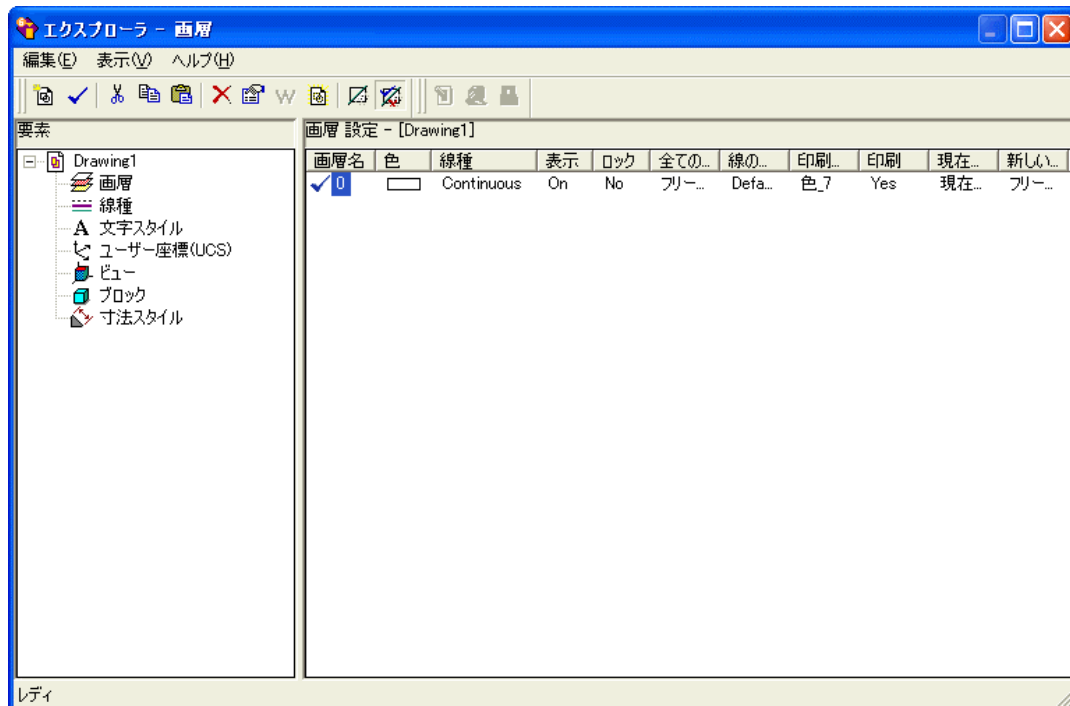 エクスプローラ - 画層
編集(E) 表示(V) ヘルプ(H)
要素
画層 設定 - [Drawing1]
Drawing1
画層
線種
A 文字スタイル
ユーザー座標(UCS)
ビュー
ブロック
寸法スタイル
画層名 色 線種 表示 ロック 全ての... 線の... 印刷... 印刷 現在... 新しい...
0 Continuous On No フリー... Defa... 色_7 Yes 現在... フリー...
レディ